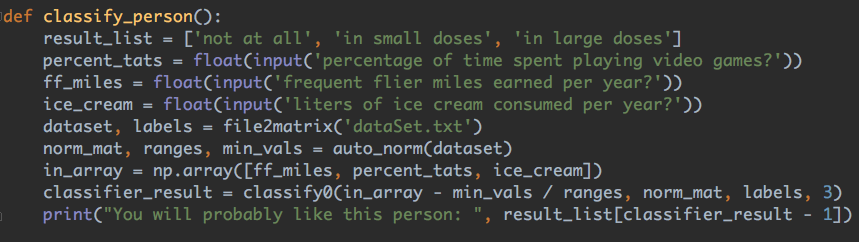 def classify_person():
    result_list = ['not at all', 'in small doses', 'in large doses']
    percent_tats = float(input('percentage of time spent playing video games?'))
    ff_miles = float(input('frequent flier miles earned per year?'))
    ice_cream = float(input('liters of ice cream consumed per year?'))
    dataset, labels = file2matrix('dataSet.txt')
    norm_mat, ranges, min_vals = auto_norm(dataset)
    in_array = np.array([ff_miles, percent_tats, ice_cream])
    classifier_result = classify0(in_array - min_vals / ranges, norm_mat, labels, 3)
    print("You will probably like this person: ", result_list[classifier_result - 1])